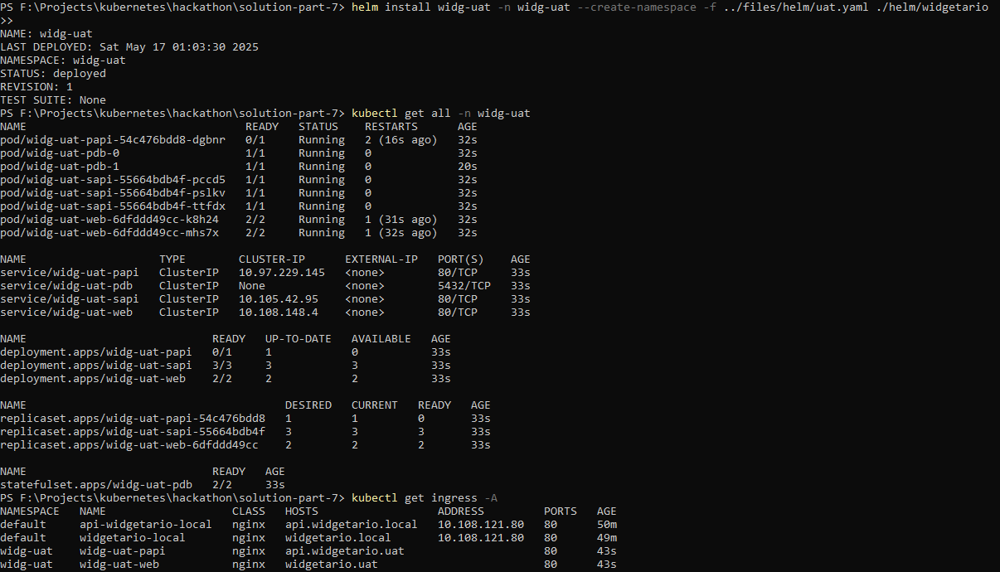 PS F:\Projects\kubernetes\hackathon\solution-part-7> helm install widg-uat -n widg-uat --create-namespace -f ../files/helm/uat.yaml ./helm/widgetario
>>
NAME: widg-uat
LAST DEPLOYED: Sat May 17 01:03:30 2025
NAMESPACE: widg-uat
STATUS: deployed
REVISION: 1
TEST SUITE: None
PS F:\Projects\kubernetes\hackathon\solution-part-7> kubectl get all -n widg-uat
NAME                                 READY   STATUS    RESTARTS      AGE
pod/widg-uat-papi-54c476bdd8-dgbnr   0/1     Running   2 (16s ago)   32s
pod/widg-uat-pdb-0                   1/1     Running   0             32s
pod/widg-uat-pdb-1                   1/1     Running   0             20s
pod/widg-uat-sapi-55664bdb4f-pccd5   1/1     Running   0             32s
pod/widg-uat-sapi-55664bdb4f-pslkv   1/1     Running   0             32s
pod/widg-uat-sapi-55664bdb4f-ttfdx   1/1     Running   0             32s
pod/widg-uat-web-6dfddd49cc-k8h24    2/2     Running   1 (31s ago)   32s
pod/widg-uat-web-6dfddd49cc-mhs7x    2/2     Running   1 (32s ago)   32s
NAME                    TYPE        CLUSTER-IP      EXTERNAL-IP   PORT(S)    AGE
service/widg-uat-papi   ClusterIP   10.97.229.145   <none>        80/TCP     33s
service/widg-uat-pdb    ClusterIP   None            <none>        5432/TCP   33s
service/widg-uat-sapi   ClusterIP   10.105.42.95    <none>        80/TCP     33s
service/widg-uat-web    ClusterIP   10.108.148.4    <none>        80/TCP     33s
NAME                            READY   UP-TO-DATE   AVAILABLE   AGE
deployment.apps/widg-uat-papi   0/1     1            0           33s
deployment.apps/widg-uat-sapi   3/3     3            3           33s
deployment.apps/widg-uat-web    2/2     2            2           33s
NAME                                       DESIRED   CURRENT   READY   AGE
replicaset.apps/widg-uat-papi-54c476bdd8   1         1         0       33s
replicaset.apps/widg-uat-sapi-55664bdb4f   3         3         3       33s
replicaset.apps/widg-uat-web-6dfddd49cc    2         2         2       33s
NAME                            READY   AGE
statefulset.apps/widg-uat-pdb   2/2     33s
PS F:\Projects\kubernetes\hackathon\solution-part-7> kubectl get ingress -A
NAMESPACE   NAME                   CLASS   HOSTS                  ADDRESS         PORTS   AGE
default     api-widgetario-local   nginx   api.widgetario.local   10.108.121.80   80      50m
default     widgetario-local       nginx   widgetario.local       10.108.121.80   80      49m
widg-uat    widg-uat-papi          nginx   api.widgetario.uat                     80      43s
widg-uat    widg-uat-web           nginx   widgetario.uat                         80      43s